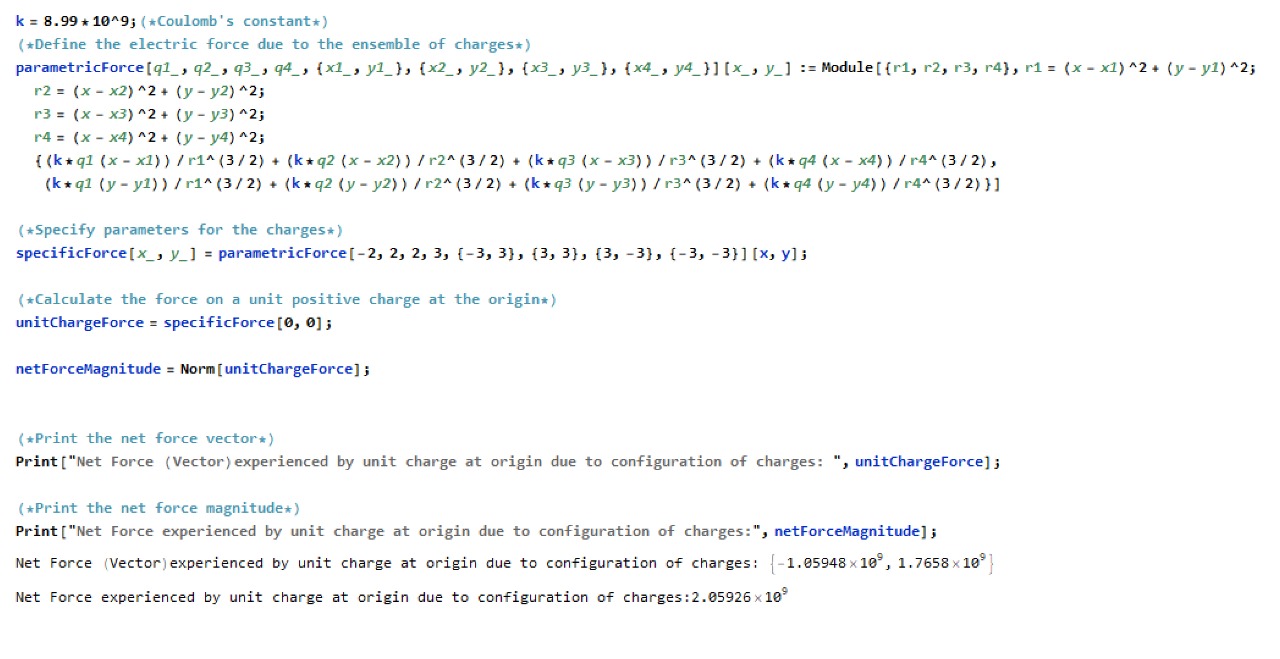 k = 8.99 * 10^9; (*Coulomb's constant*)
(*Define the electric force due to the ensemble of charges*)
parametricForce[q1_, q2_, q3_, q4_, {x1_, y1_}, {x2_, y2_}, {x3_, y3_}, {x4_, y4_}][x_, y_] := Module[{r1, r2, r3, r4}, r1 = (x - x1)^2 + (y - y1)^2;
r2 = (x - x2)^2 + (y - y2)^2;
r3 = (x - x3)^2 + (y - y3)^2;
r4 = (x - x4)^2 + (y - y4)^2;
{(k*q1 (x - x1)) / r1^(3/2) + (k*q2 (x - x2)) / r2^(3/2) + (k*q3 (x - x3)) / r3^(3/2) + (k*q4 (x - x4)) / r4^(3/2),
(k*q1 (y - y1)) / r1^(3/2) + (k*q2 (y - y2)) / r2^(3/2) + (k*q3 (y - y3)) / r3^(3/2) + (k*q4 (y - y4)) / r4^(3/2)}]
(*Specify parameters for the charges*)
specificForce[x_, y_] = parametricForce[-2, 2, 2, 3, {-3, 3}, {3, 3}, {3, -3}, {-3, -3}][x, y];
(*Calculate the force on a unit positive charge at the origin*)
unitChargeForce = specificForce[0, 0];
netForceMagnitude = Norm[unitChargeForce];
(*Print the net force vector*)
Print["Net Force (Vector)experienced by unit charge at origin due to configuration of charges: ", unitChargeForce];
(*Print the net force magnitude*)
Print["Net Force experienced by unit charge at origin due to configuration of charges:", netForceMagnitude];
Net Force (Vector)experienced by unit charge at origin due to configuration of charges: {-1.05948×10⁹, 1.7658×10⁹}
Net Force experienced by unit charge at origin due to configuration of charges:2.05926×10⁹